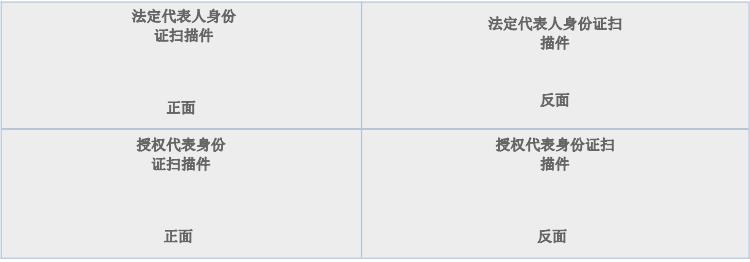 法定代表人身份
证扫描件
正面
法定代表人身份证扫
描件
反面
授权代表身份
证扫描件
正面
授权代表身份证扫
描件
反面